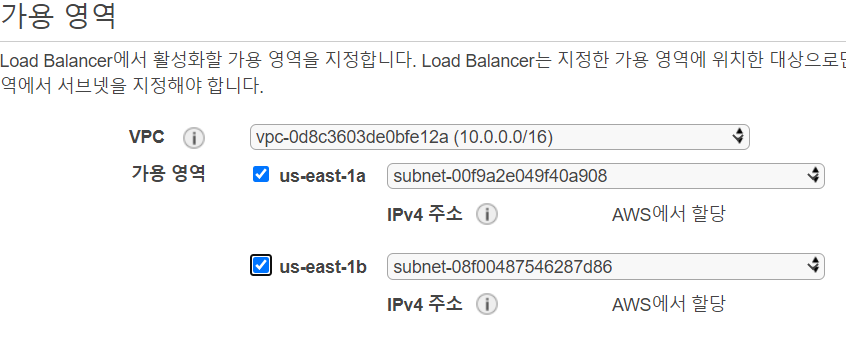 가용 영역
Load Balancer에서 활성화할 가용 영역을 지정합니다. Load Balancer는 지정한 가용 영역에 위치한 대상으로만
역에서 서브넷을 지정해야 합니다.
VPC i vpc-0d8c3603de0bfe12a (10.0.0.0/16)
가용 영역 us-east-1a subnet-00f9a2e049f40a908
IPv4 주소 i AWS에서 할당
us-east-1b subnet-08f00487546287d86
IPv4 주소 i AWS에서 할당